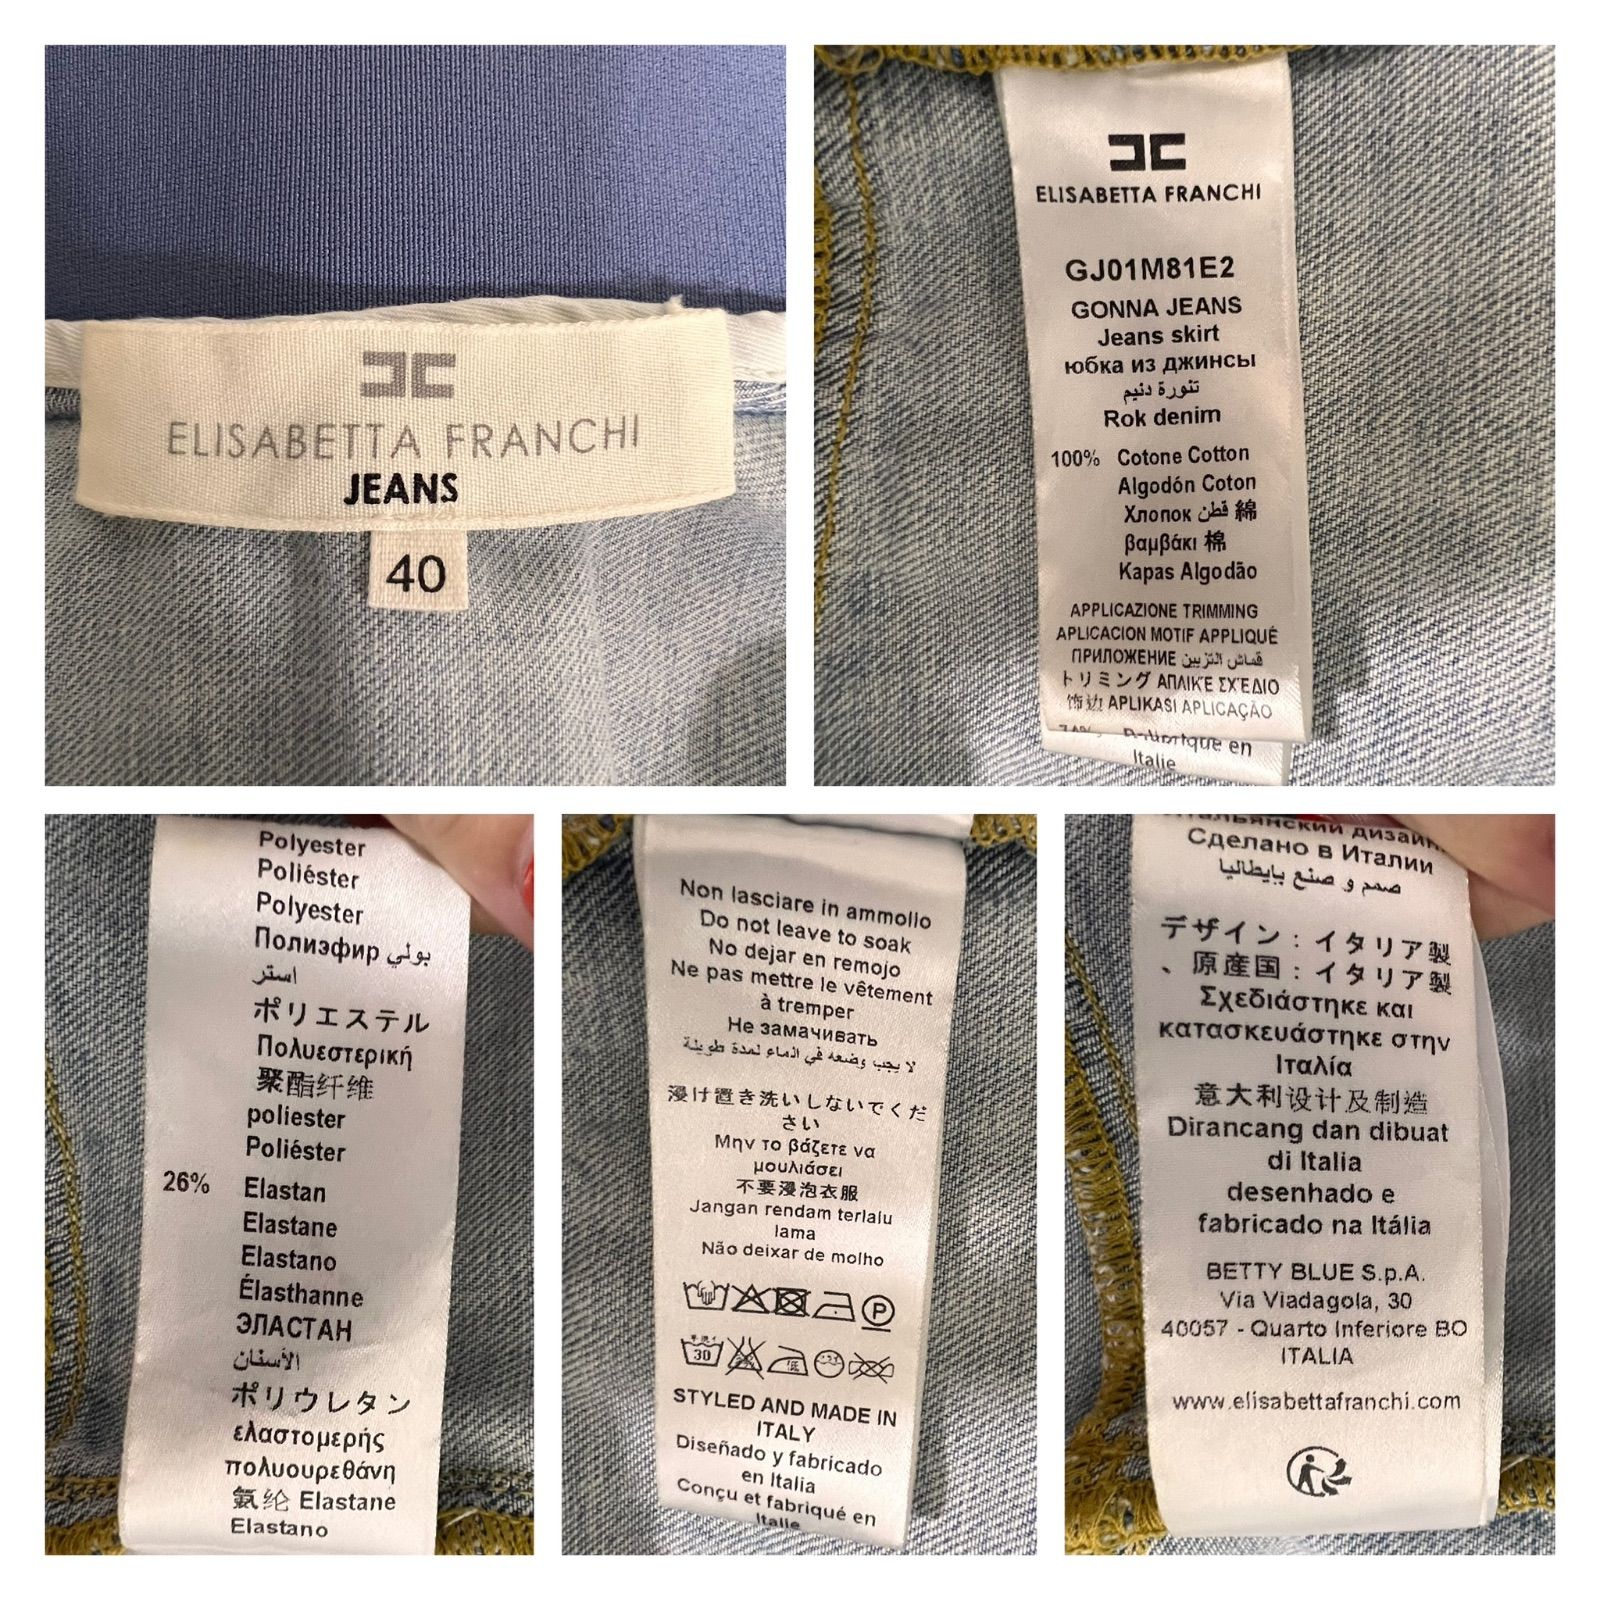 ELISABETTA FRANCHI
JEANS
40
ELISABETTA FRANCHI
GJ01M81E2
GONNA JEANS
Jeans skirt
юбка из джинсы
تنورة دنيم
Rok denim
100% Cotone Cotton
Algodón Coton
Хлопок قطن 綿
βαμβάκι 棉
Kapas Algodão
APPLICAZIONE TRIMMING
APLICACION MOTIF APPLIQUÉ
ПРИЛОЖЕНИЕ قماش التزيين
トリミング ΑΠΛΙΚΕ ΣΧΕΔΙΟ
饰边 APLIKASI APLICAÇÃO
74%
en
Italie
Polyester
Poliéster
Polyester
Полиэфир بولي
استر
ポリエステル
Πολυεστερική
聚酯纤维
poliester
Poliéster
26% Elastan
Elastane
Elastano
Élasthanne
ЭЛАСТАН
الأسنان
ポリウレタン
ελαστομερής
πολυουρεθάνη
氨纶 Elastane
Elastano
Non lasciare in ammollo
Do not leave to soak
No dejar en remojo
Ne pas mettre le vêtement
à tremper
Не замачивать
لا يجب وضعه في الماء لمدة طويلة
浸け置き洗いしないでくだ
さい
Μην το βάζετε να
μουλιάσει
不要浸泡衣服
Jangan rendam terlalu
lama
Não deixar de molho
P
30 低
STYLED AND MADE IN
ITALY
Diseñado y fabricado
en Italia
Conçu et fabriqué en
Italie
Сделано в Италии
صمم و صنع بإيطاليا
デザイン：イタリア製
、原産国：イタリア製
Σχεδιάστηκε και
κατασκευάστηκε στην
Ιταλία
意大利设计及制造
Dirancang dan dibuat
di Italia
desenhado e
fabricado na Itália
BETTY BLUE S.p.A.
Via Viadagola, 30
40057 - Quarto Inferiore BO
ITALIA
www.elisabettafranchi.com